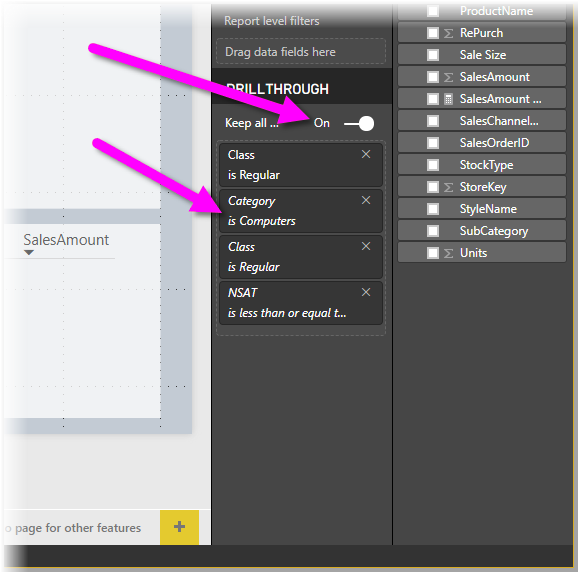 Report level filters
Drag data fields here
DRILLTHROUGH
Keep all ... On
Class
is Regular
Category
is Computers
Class
is Regular
NSAT
is less than or equal t...
ProductName
RePurch
Sale Size
SalesAmount
SalesAmount ...
SalesChannel...
SalesOrderID
StockType
StoreKey
StyleName
SubCategory
Units
SalesAmount
o page for other features
+